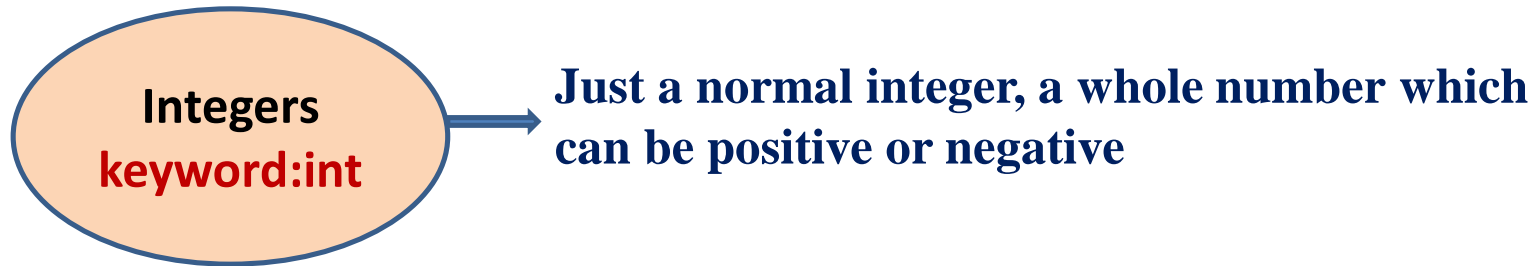 Integers
keyword:int
Just a normal integer, a whole number which
can be positive or negative